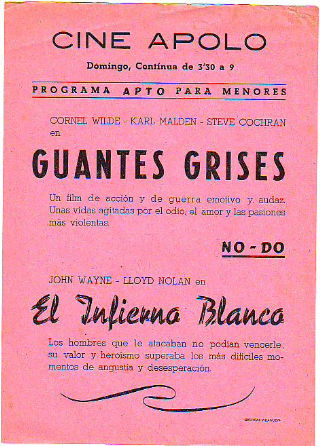 CINE APOLO
Domingo, Contínua de 3'30 a 9
PROGRAMA APTO PARA MENORES
CORNEL WILDE - KARL MALDEN - STEVE COCHRAN
en
GUANTES GRISES
Un film de acción y de guerra emotivo y audaz.
Unas vidas agitadas por el odio, el amor y las pasiones
más violentas.
NO-DO
JOHN WAYNE - LLOYD NOLAN en
El Infierno Blanco
Los hombres que le atacaban no podían vencerle,
su valor y heroísmo superaba los más difíciles mo-
mentos de angustia y desesperación.